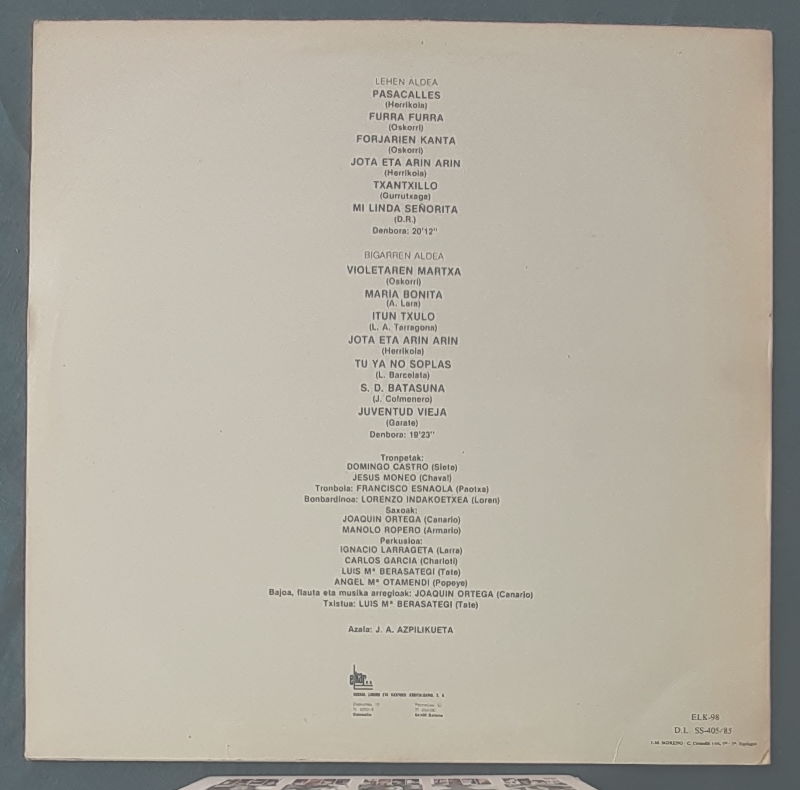 LEHEN ALDEA
PASACALLES
(Herrikoia)
FURRA FURRA
(Oskorri)
FORJARIEN KANTA
(Oskorri)
JOTA ETA ARIN ARIN
(Herrikoia)
TXANTXILLO
(Gurrutxaga)
MI LINDA SEÑORITA
(D.R.)
Denbora: 20'12"
BIGARREN ALDEA
VIOLETAREN MARTXA
(Oskorri)
MARIA BONITA
(A. Lara)
ITUN TXULO
(L. A. Tarragona)
JOTA ETA ARIN ARIN
(Herrikoia)
TU YA NO SOPLAS
(L. Barcelata)
S. D. BATASUNA
(J. Colmenero)
JUVENTUD VIEJA
(Garate)
Denbora: 19'23"
Tronpetak:
DOMINGO CASTRO (Siete)
JESUS MONEO (Chaval)
Tronboia: FRANCISCO ESNAOLA (Paotxa)
Bonbardinoa: LORENZO INDAKOETXEA (Loren)
Saxoak:
JOAQUIN ORTEGA (Canario)
MANOLO ROPERO (Armario)
Perkusioa:
IGNACIO LARRAGETA (Larra)
CARLOS GARCIA (Charloti)
LUIS Mª BERASATEGI (Tate)
ANGEL Mª OTAMENDI (Popeye)
Bajoa, flauta eta musika arregloak: JOAQUIN ORTEGA (Canario)
Txistua: LUIS Mª BERASATEGI (Tate)
Azala: J. A. AZPILIKUETA
elkar
ELK-98
D.L. SS-405/85